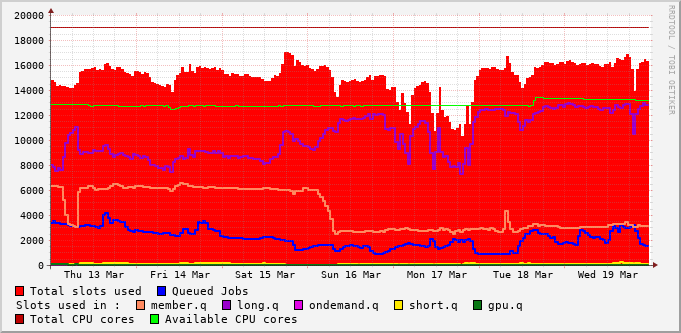 20000
18000
16000
14000
12000
10000
8000
6000
4000
2000
0
RRDTOOL / TOBI OETIKER
Thu 13 Mar Fri 14 Mar Sat 15 Mar Sun 16 Mar Mon 17 Mar Tue 18 Mar Wed 19 Mar
Total slots used Queued Jobs
Slots used in : member.q long.q ondemand.q short.q gpu.q
Total CPU cores Available CPU cores